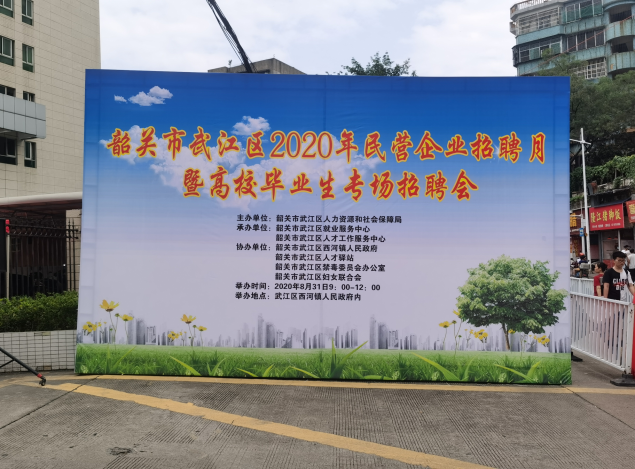 韶关市武江区2020年民营企业招聘月
暨高校毕业生专场招聘会
主办单位：韶关市武江区人力资源和社会保障局
承办单位：韶关市武江区就业服务中心
韶关市武江区人才工作服务中心
协办单位：韶关市武江区西河镇人民政府
韶关市武江区人才驿站
韶关市武江区禁毒委员会办公室
韶关市武江区妇女联合会
举办时间：2020年8月31日9：00-12：00
举办地点：武江区西河镇人民政府内